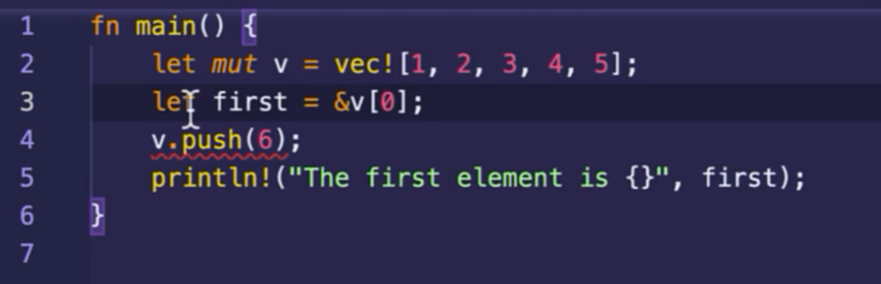 1 fn main() {
2 let mut v = vec![1, 2, 3, 4, 5];
3 let first = &v[0];
4 v.push(6);
5 println!("The first element is {}", first);
6 }
7